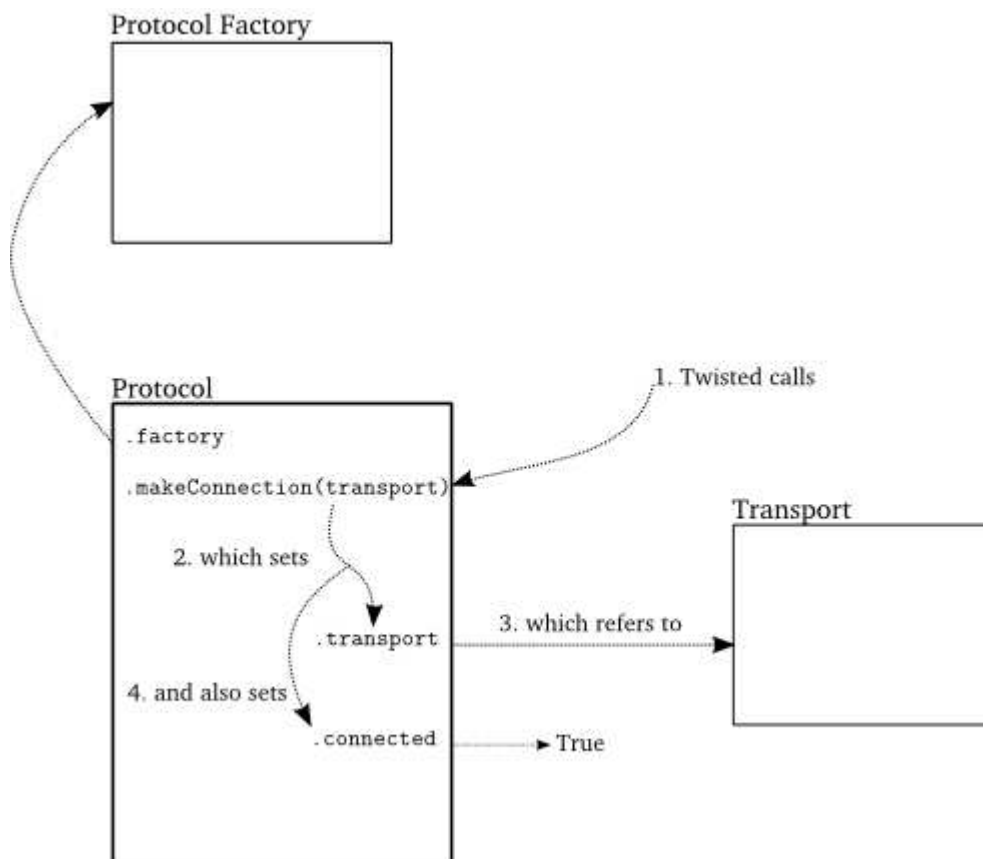 Protocol Factory
Protocol
1. Twisted calls
.factory
.makeConnection(transport)
Transport
2. which sets
.transport
3. which refers to
4. and also sets
.connected
True